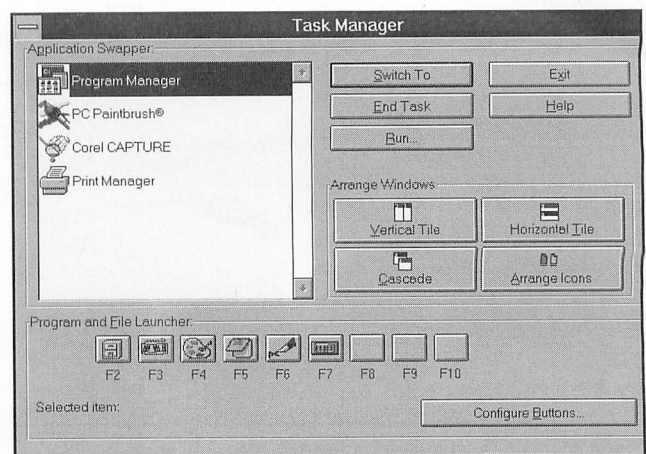 Task Manager
Application Swapper:
Program Manager
PC Paintbrush®
Corel CAPTURE
Print Manager
Switch To
Exit
End Task
Help
Run...
Arrange Windows
Vertical Tile
Horizontal Tile
Cascade
Arrange Icons
Program and File Launcher:
F2 F3 F4 F5 F6 F7 F8 F9 F10
Selected item:
Configure Buttons...